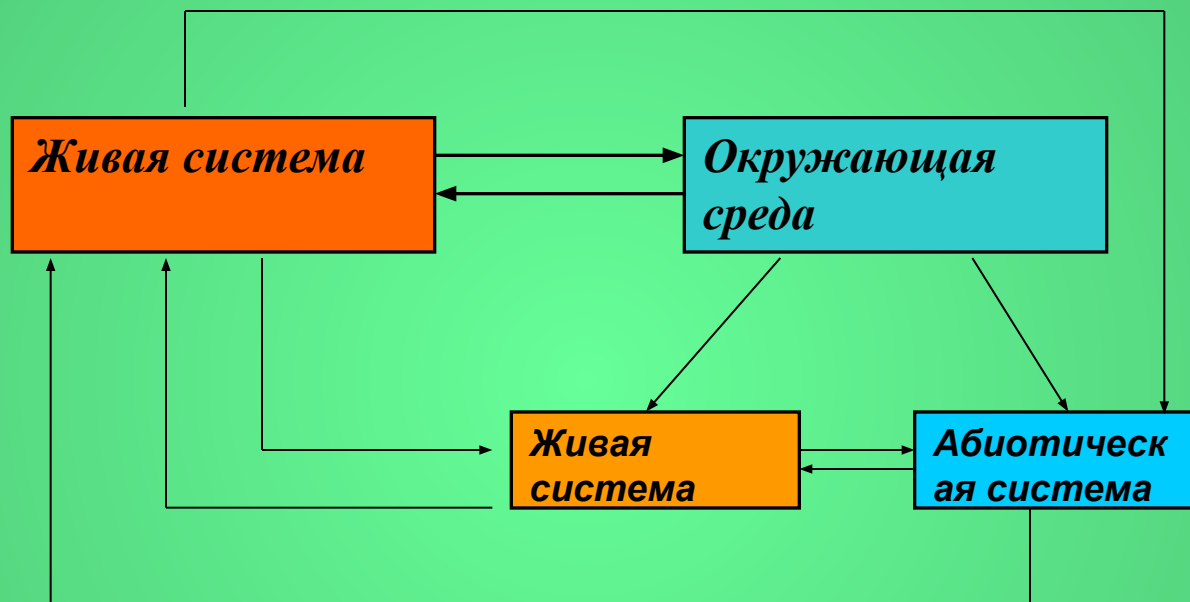 Живая система
Окружающая
среда
Живая
система
Абиотическ
ая система